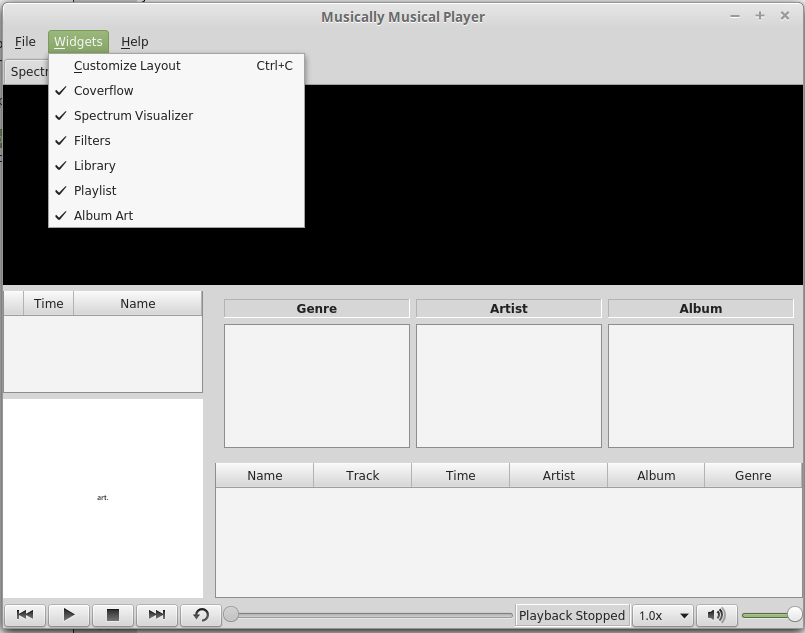 Musically Musical Player
File Widgets Help
Customize Layout Ctrl+C
Spectr
Coverflow
Spectrum Visualizer
Filters
Library
Playlist
Album Art
Time Name
Genre Artist Album
art.
Name Track Time Artist Album Genre
Playback Stopped 1.0x